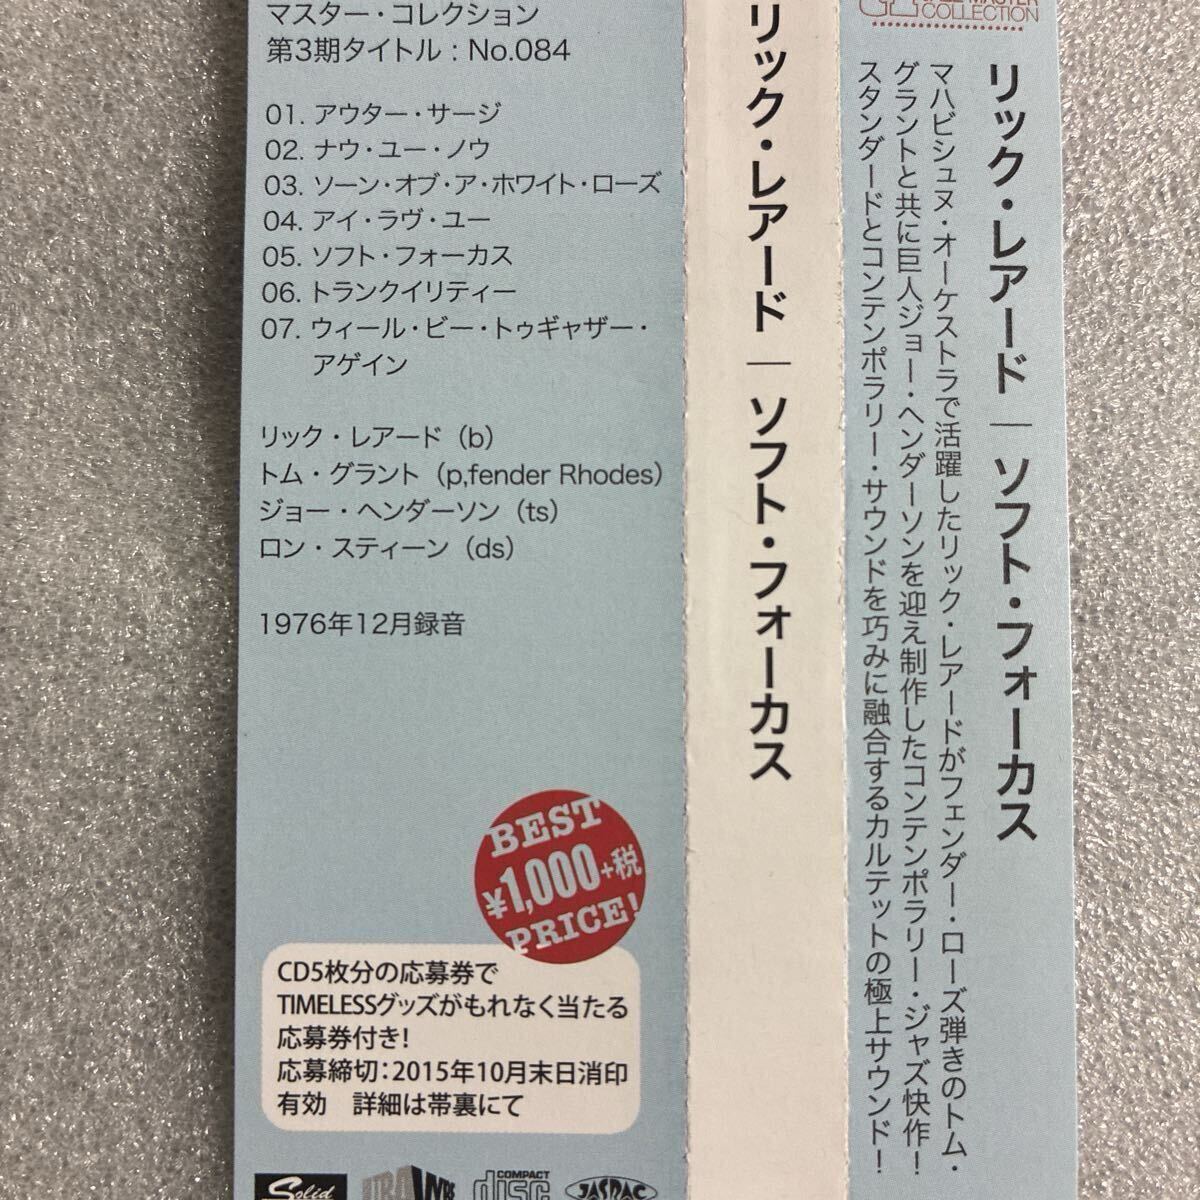 マスター・コレクション
第3期タイトル : No.084
01. アウター・サージ
02. ナウ・ユー・ノウ
03. ソーン・オブ・ア・ホワイト・ローズ
04. アイ・ラヴ・ユー
05. ソフト・フォーカス
06. トランクイリティー
07. ウィール・ビー・トゥギャザー・
アゲイン
リック・レアード（b）
トム・グラント（p,fender Rhodes）
ジョー・ヘンダーソン（ts）
ロン・スティーン（ds）
1976年12月録音
BEST
¥1,000+税
PRICE!
CD5枚分の応募券で
TIMELESSグッズがもれなく当たる
応募券付き!
応募締切：2015年10月末日消印
有効　詳細は帯裏にて
Solid
COMPACT
disc
JASRAC
リック・レアード｜ソフト・フォーカス
COLLECTION
リック・レアード｜ソフト・フォーカス
マハビシュヌ・オーケストラで活躍したリック・レアードがフェンダー・ローズ弾きのトム・
グラントと共に巨人ジョー・ヘンダーソンを迎え制作したコンテンポラリー・ジャズ快作！
スタンダードとコンテンポラリー・サウンドを巧みに融合するカルテットの極上サウンド！